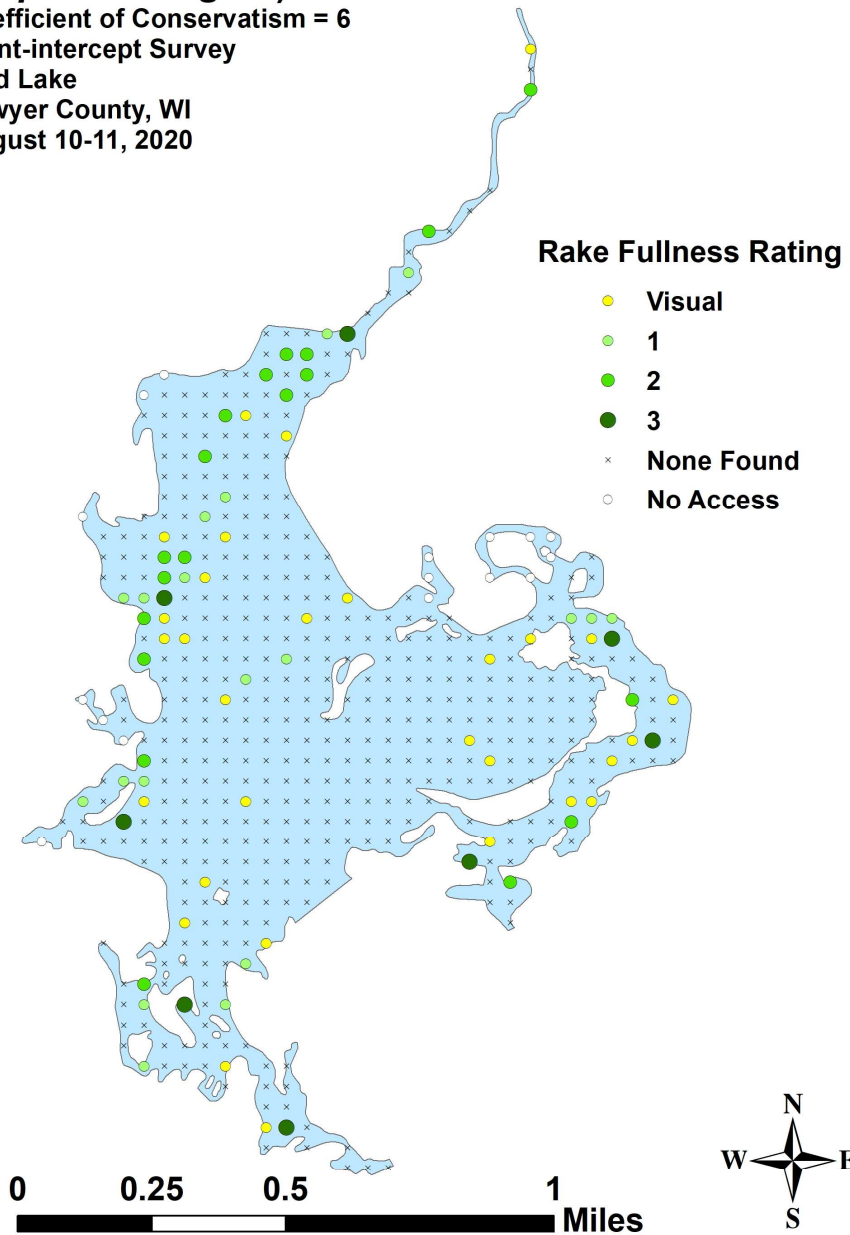 efficient of Conservatism = 6
nt-intercept Survey
d Lake
wyer County, WI
gust 10-11, 2020
Rake Fullness Rating
Visual
1
2
3
None Found
No Access
N
W E
S
0 0.25 0.5 1
Miles